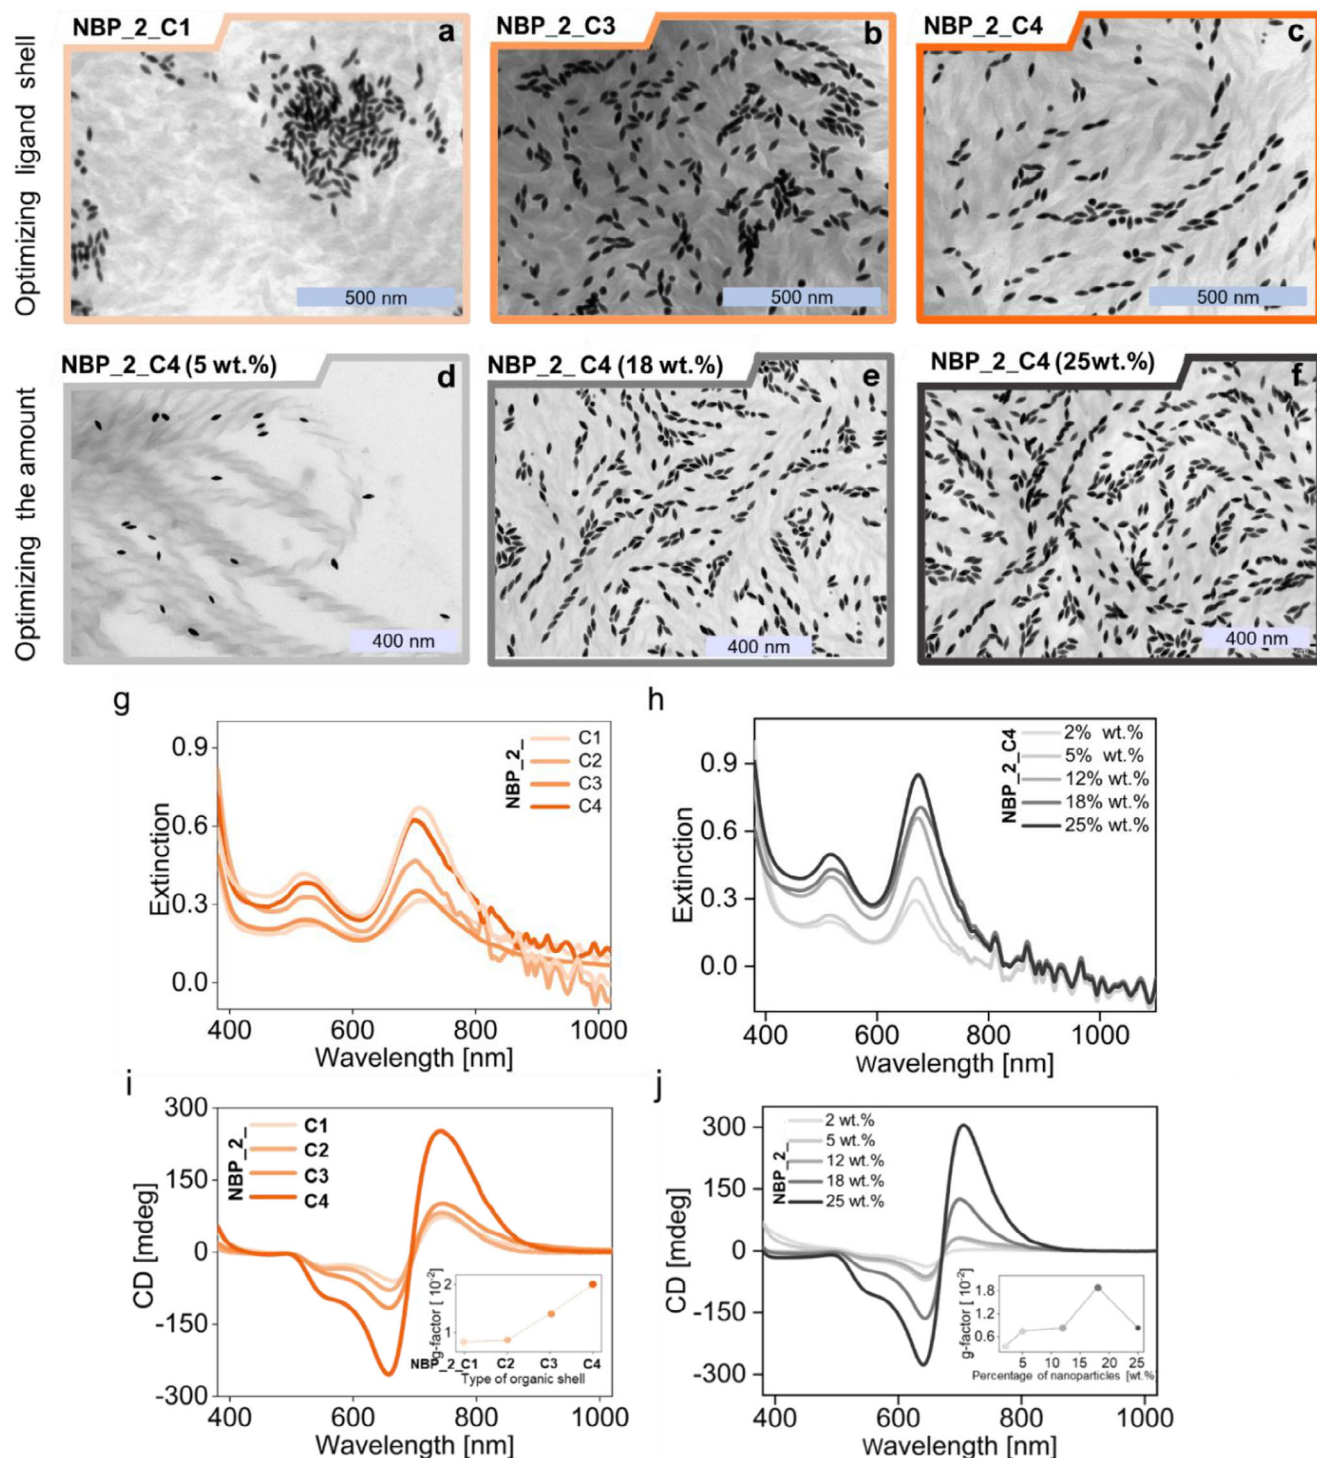 Optimizing ligand shell
NBP_2_C1
a
500 nm
NBP_2_C3
b
500 nm
NBP_2_C4
c
500 nm
Optimizing the amount
NBP_2_C4 (5 wt.%)
d
400 nm
NBP_2_ C4 (18 wt.%)
e
400 nm
NBP_2_C4 (25wt.%)
f
400 nm
g
Extinction
0.9
0.6
0.3
0.0
400 600 800 1000
Wavelength [nm]
NBP_2_
C1
C2
C3
C4
h
Extinction
0.9
0.6
0.3
0.0
400 600 800 1000
Wavelength [nm]
NBP_2_C4
2% wt.%
5% wt.%
12% wt.%
18% wt.%
25% wt.%
i
CD [mdeg]
300
150
0
-150
-300
400 600 800 1000
Wavelength [nm]
NBP_2_
C1
C2
C3
C4
g-factor [ 10⁻²]
2
1
NBP_2_C1 C2 C3 C4
Type of organic shell
j
CD [mdeg]
300
150
0
-150
-300
400 600 800 1000
Wavelength [nm]
NBP_2_
2 wt.%
5 wt.%
12 wt.%
18 wt.%
25 wt.%
g-factor [ 10⁻²]
1.8
1.2
0.6
5 10 15 20 25
Percentage of nanoparticles [wt.%]